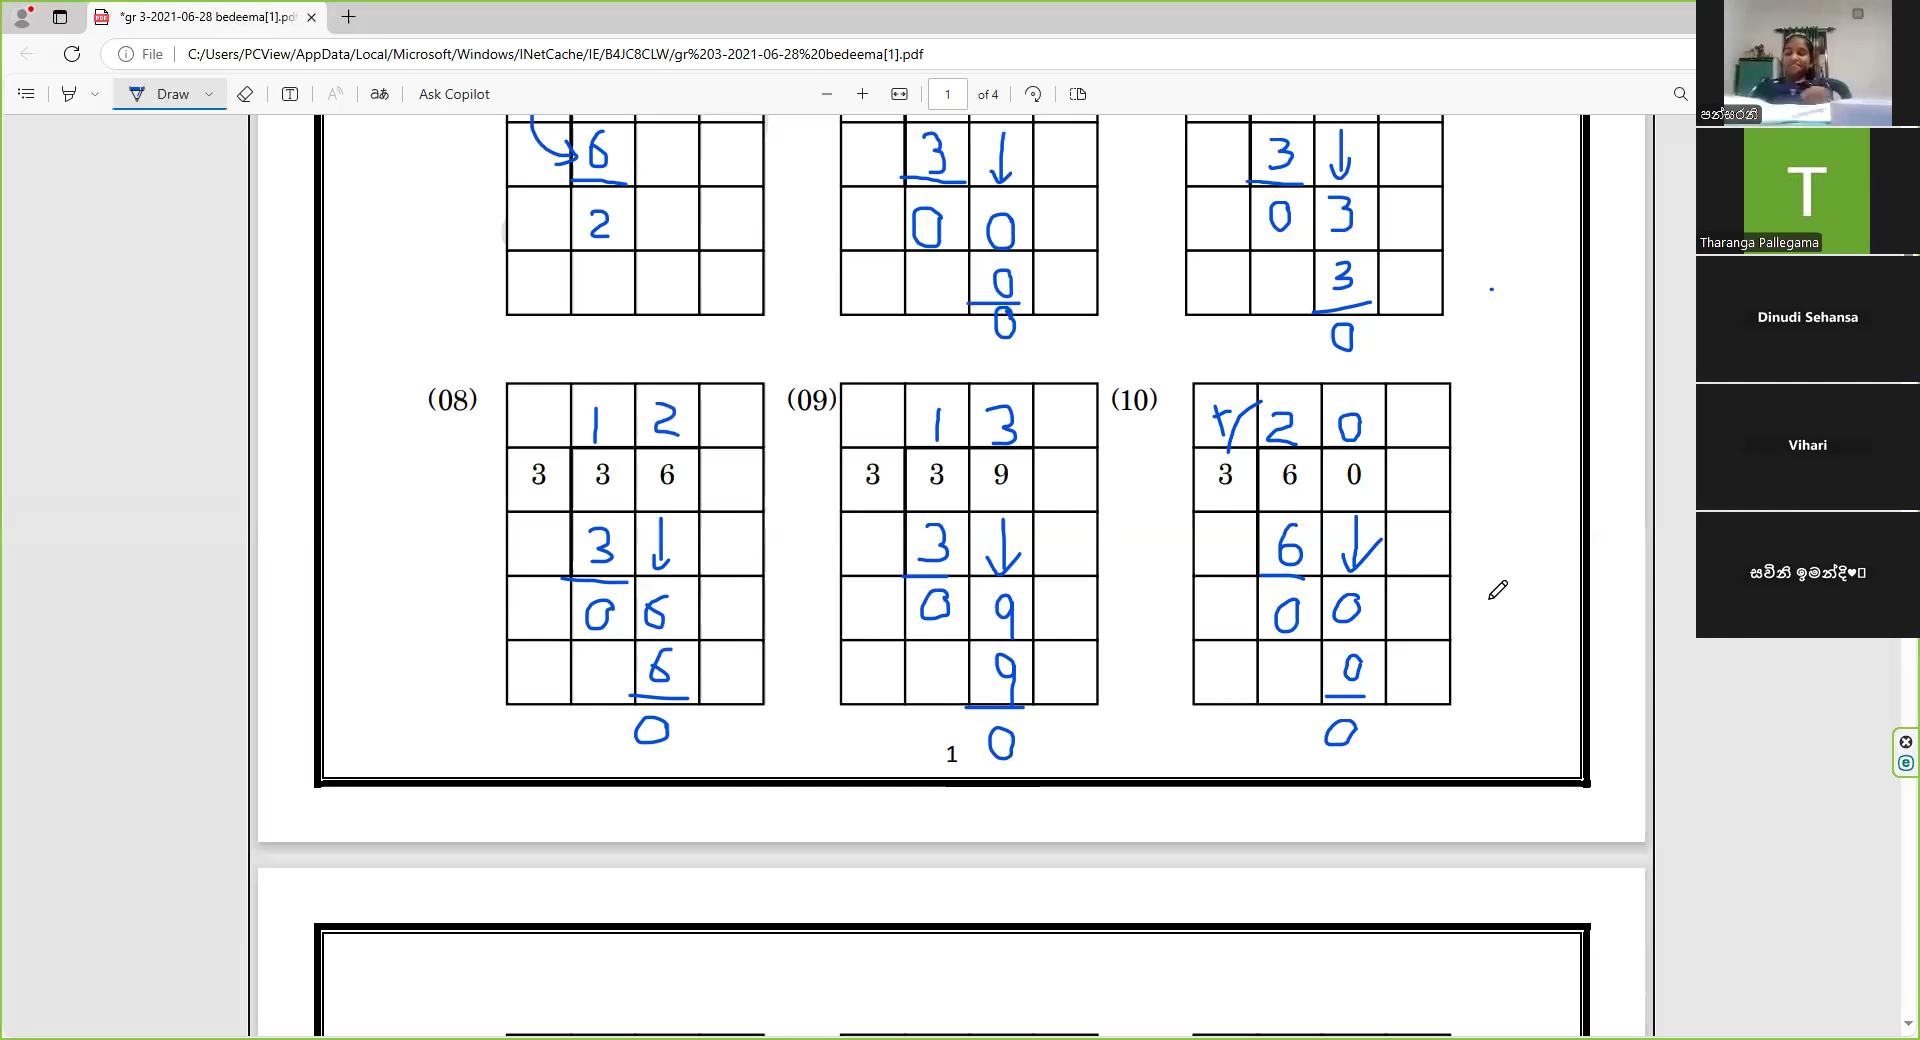 *gr 3-2021-06-28 bedeema[1].pdf
File C:/Users/PCView/AppData/Local/Microsoft/Windows/INetCache/IE/B4JC8CLW/gr%203-2021-06-28%20bedeema[1].pdf
Draw Ask Copilot 1 of 4
පන්සරනි
T
Tharanga Pallegama
Dinudi Sehansa
Vihari
සවිනි ඉමන්දි♥
6
2
3 ↓
0 0
0
0
3 ↓
0 3
3
0
(08)
1 2
3 3 6
3 ↓
0 6
6
0
(09)
1 3
3 3 9
3 ↓
0 9
9
0
(10)
2 0
3 6 0
6 ↓
0 0
0
0
1